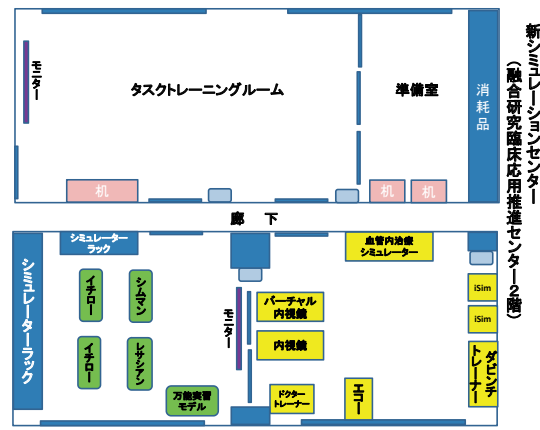 新シミュレーションセンター
（融合研究臨床応用推進センター２階）
モニター
タスクトレーニングルーム
準備室
消耗品
机
机
机
廊　下
シミュレーターラック
シミュレーター
ラック
イチロー
シムマン
イチロー
レサシアン
万能実習
モデル
モニター
バーチャル
内視鏡
内視鏡
ドクター
トレーナー
血管内治療
シミュレーター
エコー
iSim
iSim
ダビンチ
トレーナー